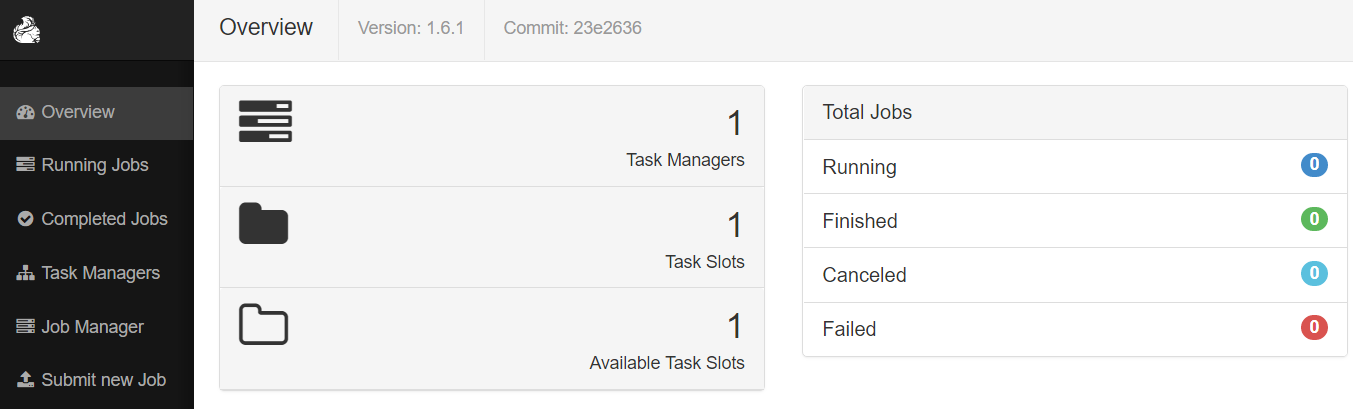 Overview
Version: 1.6.1
Commit: 23e2636
Overview
Running Jobs
Completed Jobs
Task Managers
Job Manager
Submit new Job
1
Task Managers
1
Task Slots
1
Available Task Slots
Total Jobs
Running 0
Finished 0
Canceled 0
Failed 0